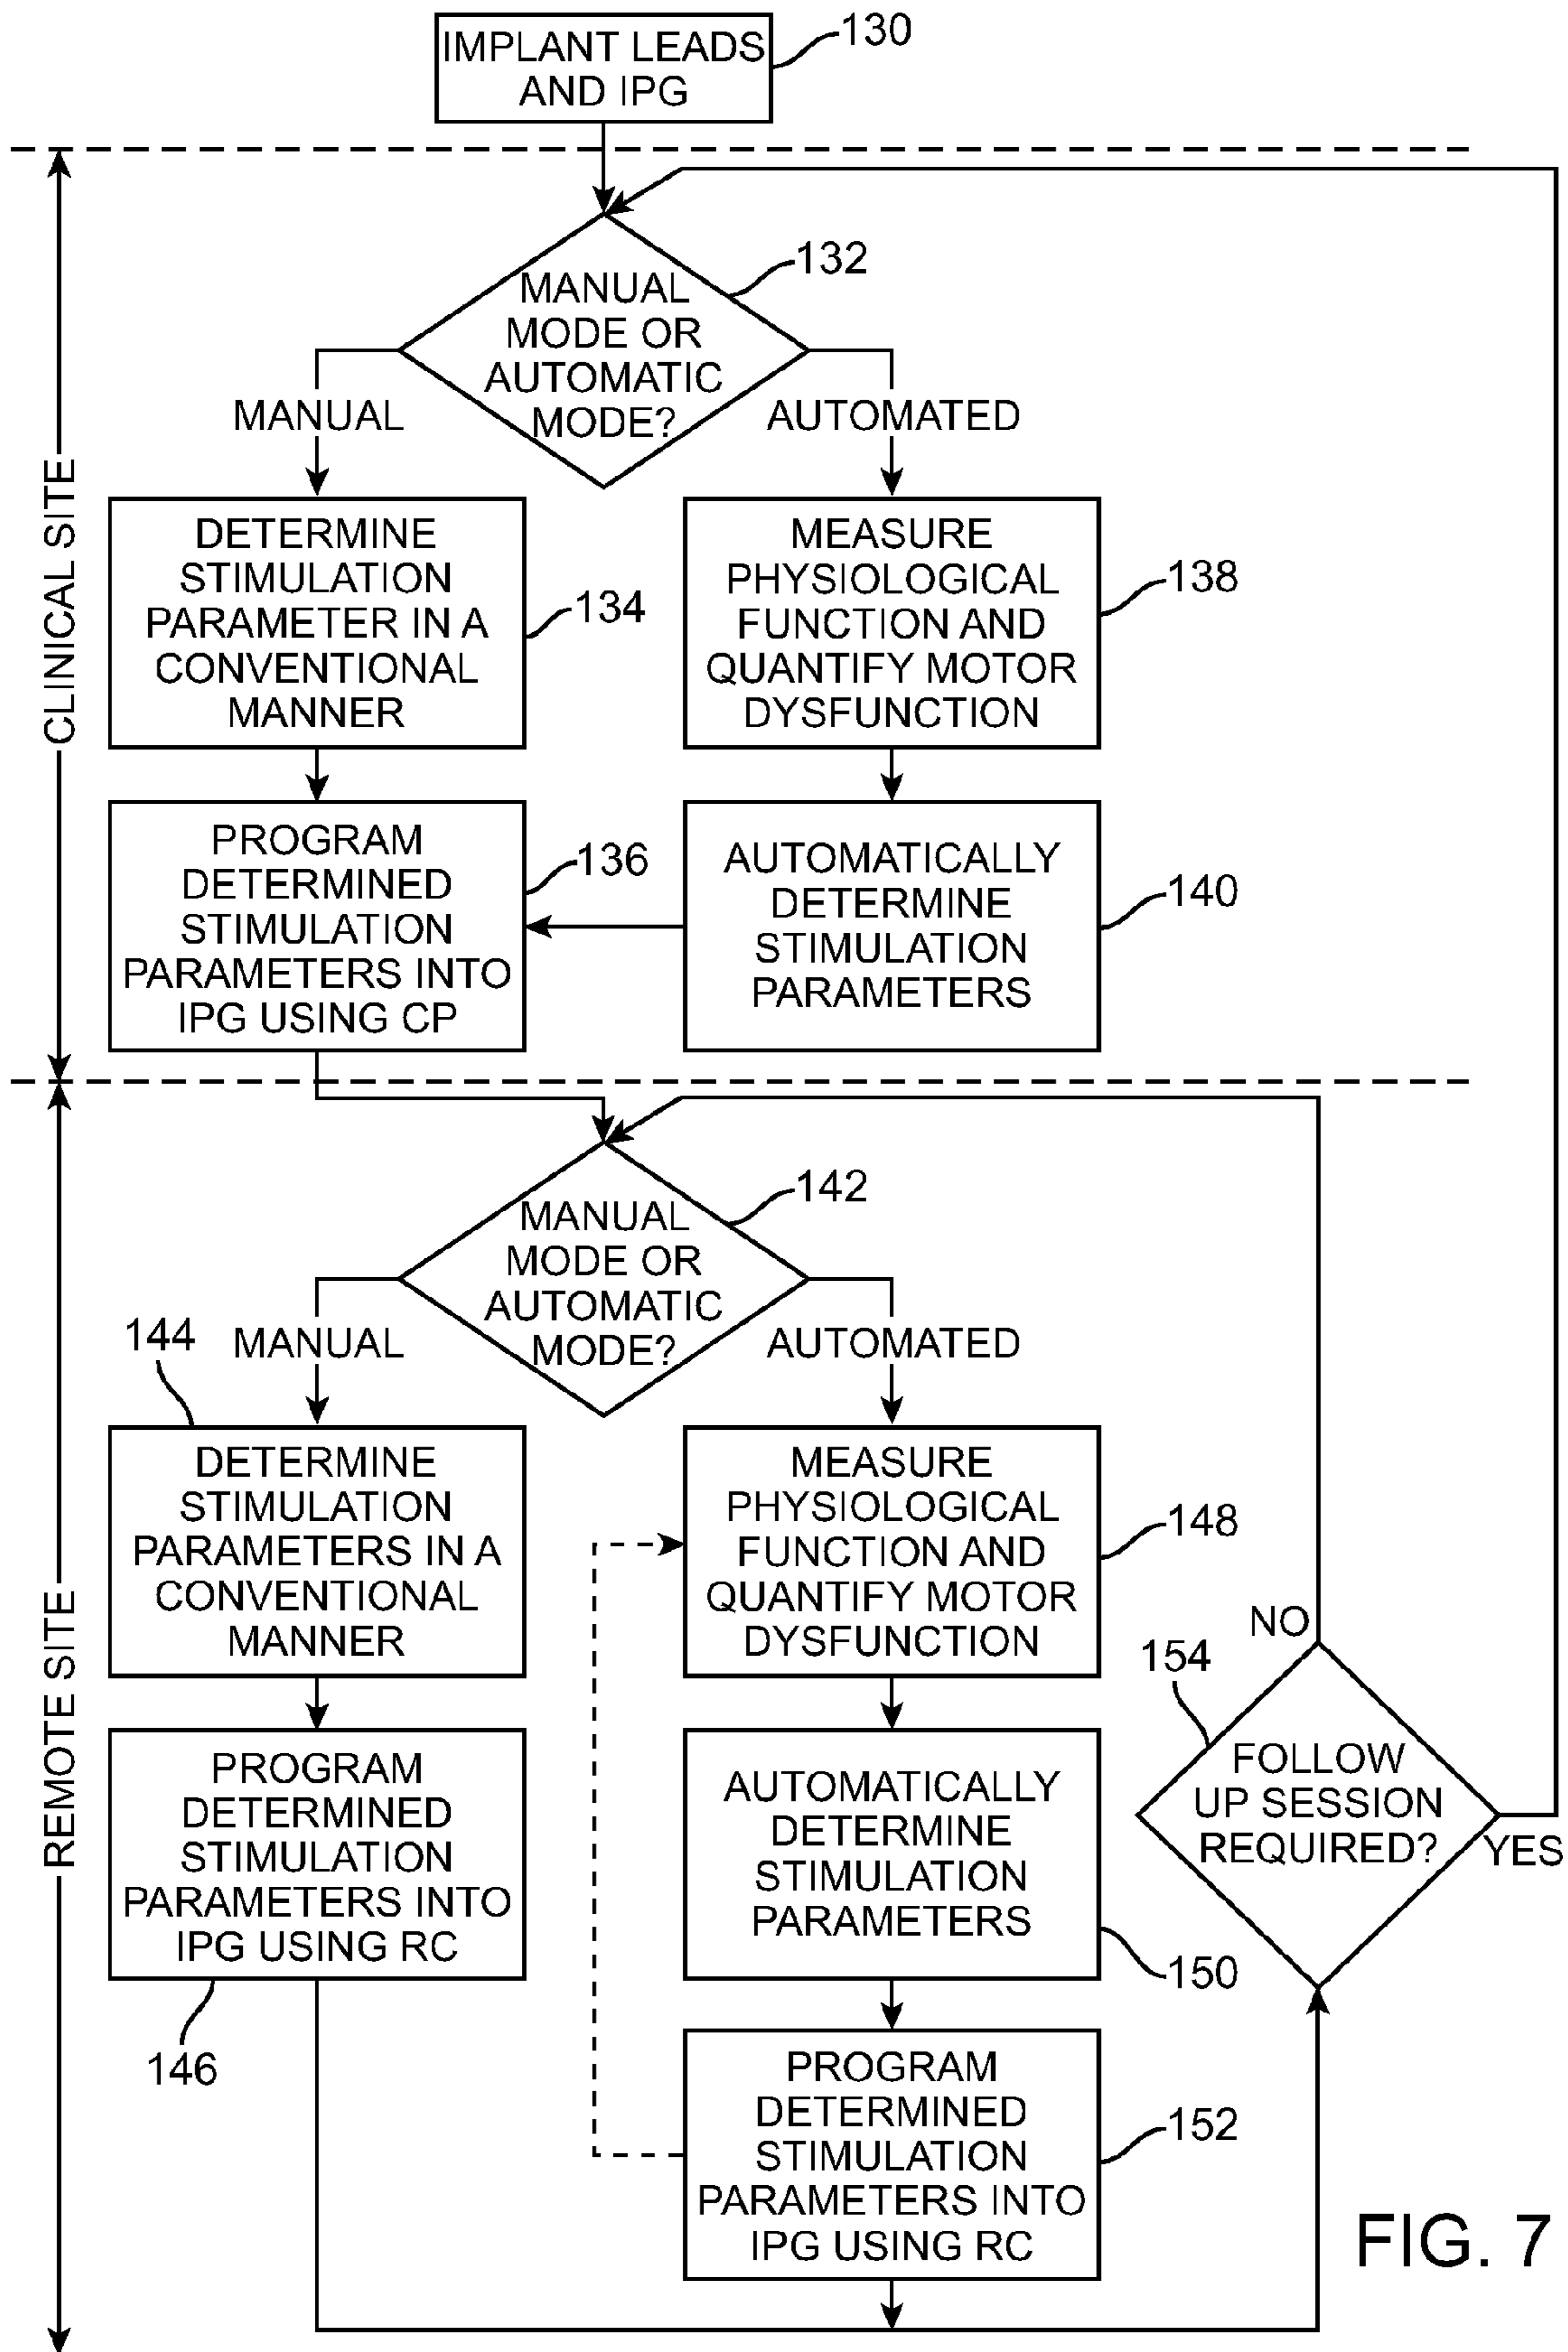 IMPLANT LEADS
AND IPG
130
CLINICAL SITE
MANUAL
MODE OR
AUTOMATIC
MODE?
132
MANUAL
AUTOMATED
DETERMINE
STIMULATION
PARAMETER IN A
CONVENTIONAL
MANNER
134
MEASURE
PHYSIOLOGICAL
FUNCTION AND
QUANTIFY MOTOR
DYSFUNCTION
138
PROGRAM
DETERMINED
STIMULATION
PARAMETERS INTO
IPG USING CP
136
AUTOMATICALLY
DETERMINE
STIMULATION
PARAMETERS
140
REMOTE SITE
MANUAL
MODE OR
AUTOMATIC
MODE?
142
MANUAL
AUTOMATED
144
DETERMINE
STIMULATION
PARAMETERS IN A
CONVENTIONAL
MANNER
MEASURE
PHYSIOLOGICAL
FUNCTION AND
QUANTIFY MOTOR
DYSFUNCTION
148
PROGRAM
DETERMINED
STIMULATION
PARAMETERS INTO
IPG USING RC
146
AUTOMATICALLY
DETERMINE
STIMULATION
PARAMETERS
150
NO
154
FOLLOW
UP SESSION
REQUIRED?
YES
PROGRAM
DETERMINED
STIMULATION
PARAMETERS INTO
IPG USING RC
152
FIG. 7